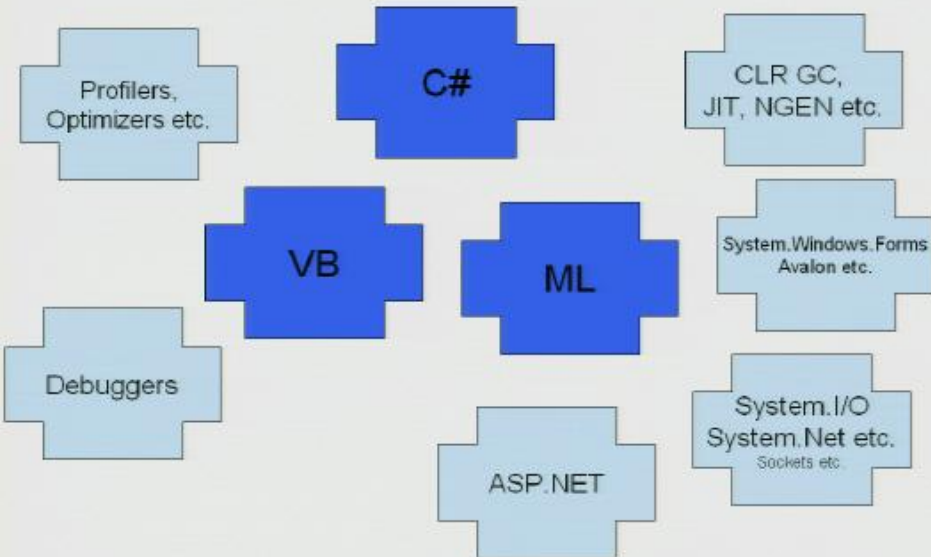 C#
Profilers,
Optimizers etc.
CLR GC,
JIT, NGEN etc.
VB
ML
System.Windows.Forms
Avalon etc.
Debuggers
System.I/O
System.Net etc.
Sockets etc.
ASP.NET